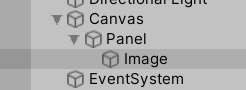 Directional Light
Canvas
Panel
Image
EventSystem